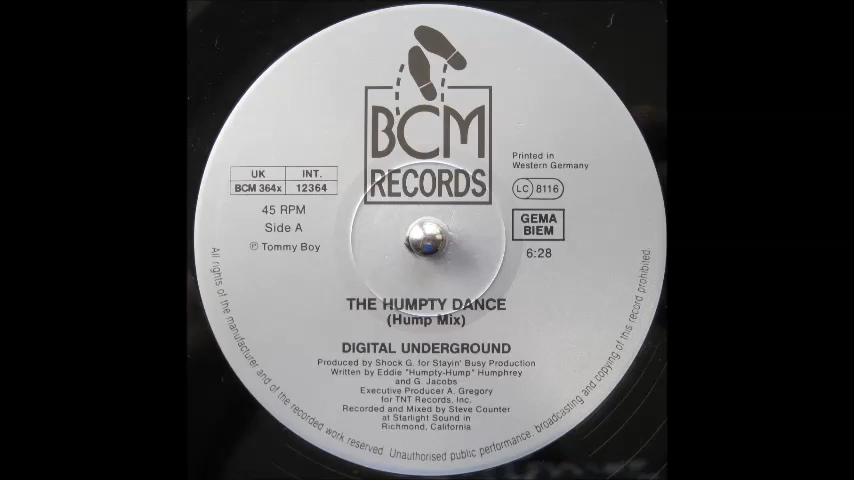 BCM
RECORDS
Printed in
Western Germany
UK INT.
BCM 364x 12364
LC 8116
45 RPM
GEMA
BIEM
Side A
℗ Tommy Boy
6:28
THE HUMPTY DANCE
(Hump Mix)
DIGITAL UNDERGROUND
Produced by Shock G. for Stayin' Busy Production
Written by Eddie "Humpty-Hump" Humphrey
and G. Jacobs
Executive Producer A. Gregory
for TNT Records, Inc.
Recorded and Mixed by Steve Counter
at Starlight Sound in
Richmond, California
All rights of the manufacturer and of the recorded work reserved. Unauthorised public performance, broadcasting and copying of this record prohibited.